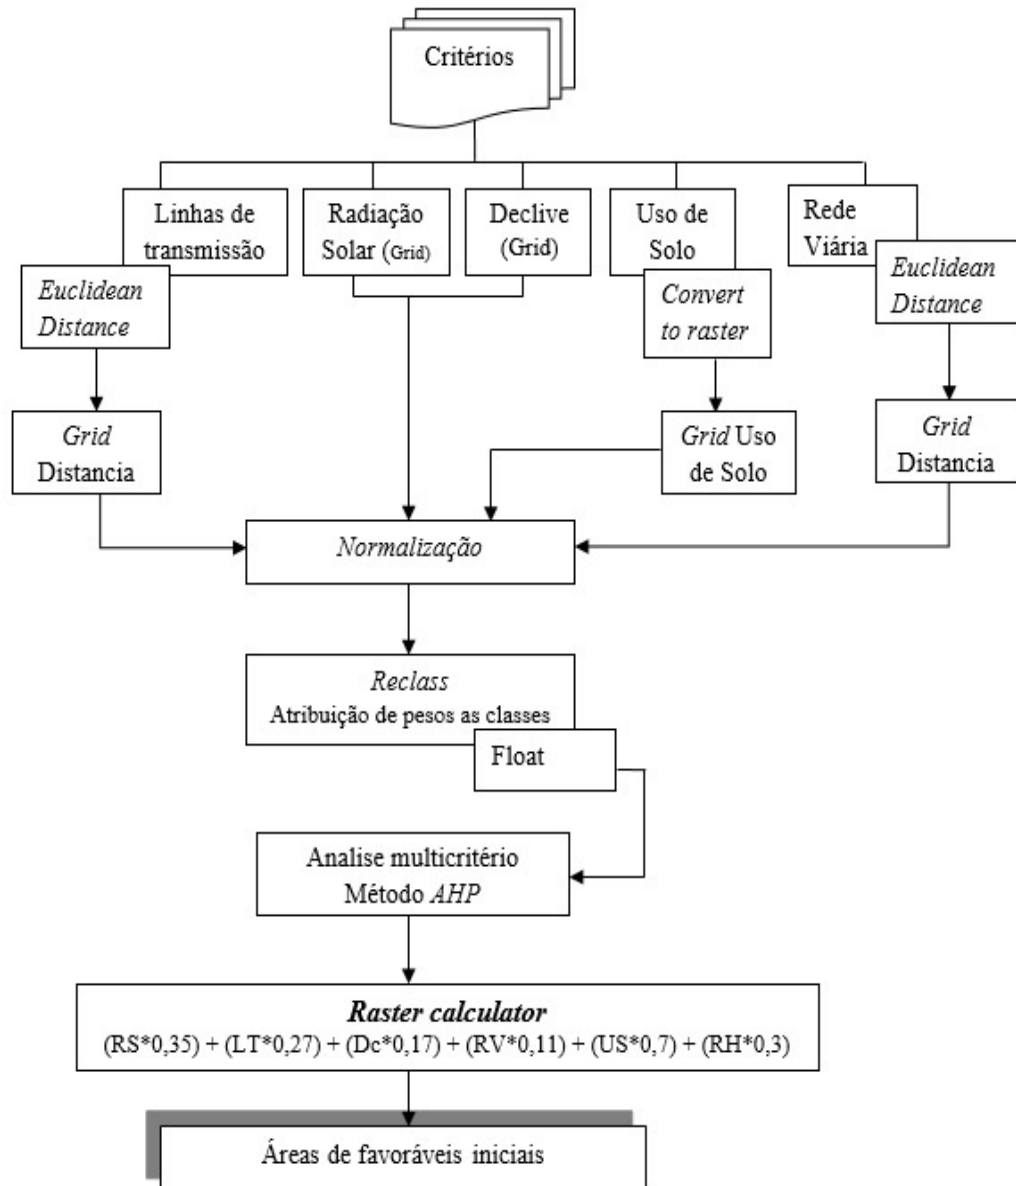 Critérios
Linhas de
transmissão
Radiação
Solar (Grid)
Declive
(Grid)
Uso de
Solo
Rede
Viária
Euclidean
Distance
Convert
to raster
Euclidean
Distance
Grid
Distancia
Grid Uso
de Solo
Grid
Distancia
Normalização
Reclass
Atribuição de pesos as classes
Float
Analise multicritério
Método AHP
Raster calculator
(RS*0,35) + (LT*0,27) + (Dc*0,17) + (RV*0,11) + (US*0,7) + (RH*0,3)
Áreas de favoráveis iniciais